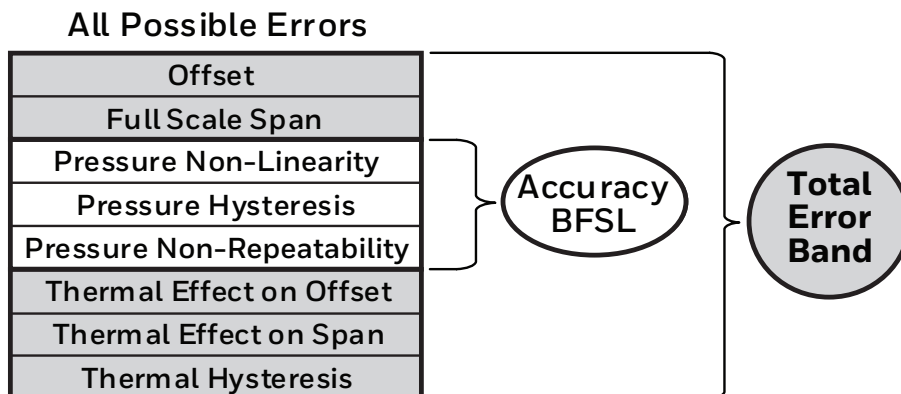 All Possible Errors
Offset
Full Scale Span
Pressure Non-Linearity
Pressure Hysteresis
Pressure Non-Repeatability
Thermal Effect on Offset
Thermal Effect on Span
Thermal Hysteresis
Accuracy
BFSL
Total
Error
Band